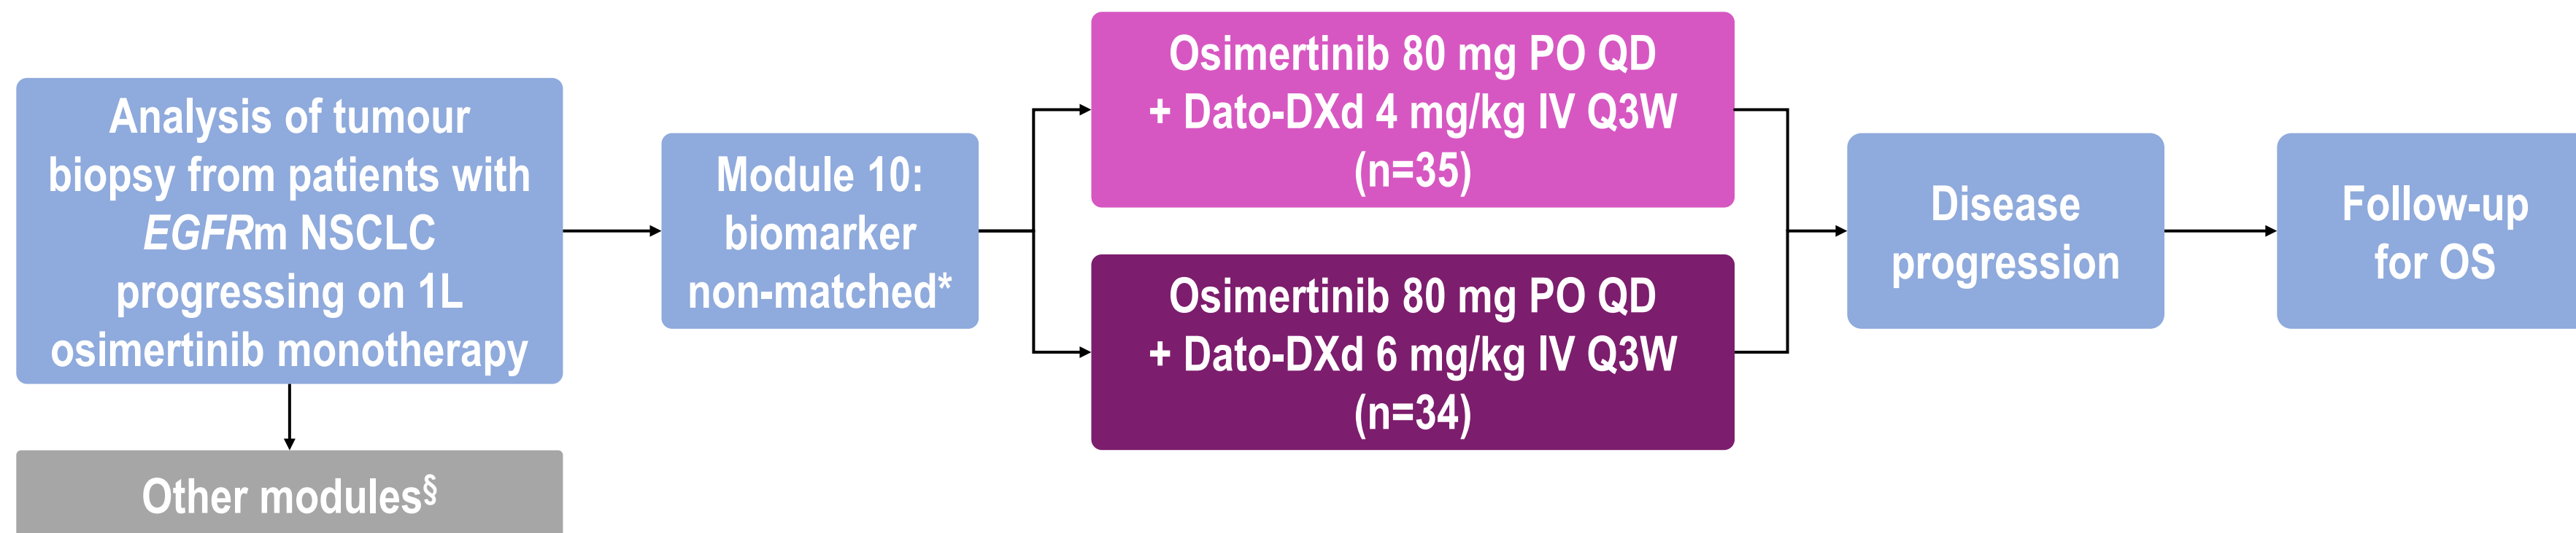 Analysis of tumour
biopsy from patients with
EGFRm NSCLC
progressing on 1L
osimertinib monotherapy
Other modules§
Module 10:
biomarker
non-matched*
Osimertinib 80 mg PO QD
+ Dato-DXd 4 mg/kg IV Q3W
(n=35)
Osimertinib 80 mg PO QD
+ Dato-DXd 6 mg/kg IV Q3W
(n=34)
Disease
progression
Follow-up
for OS